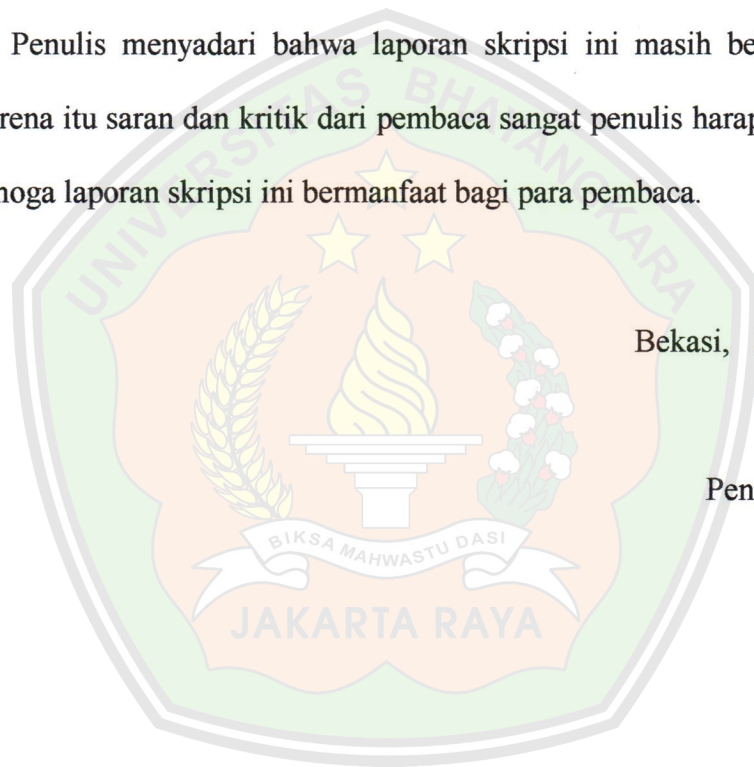 Penulis menyadari bahwa laporan skripsi ini masih be
rena itu saran dan kritik dari pembaca sangat penulis harap
noga laporan skripsi ini bermanfaat bagi para pembaca.
Bekasi,
Pen
UNIVERSITAS BHAYANGKARA
BIKSA MAHWASTU DASI
JAKARTA RAYA